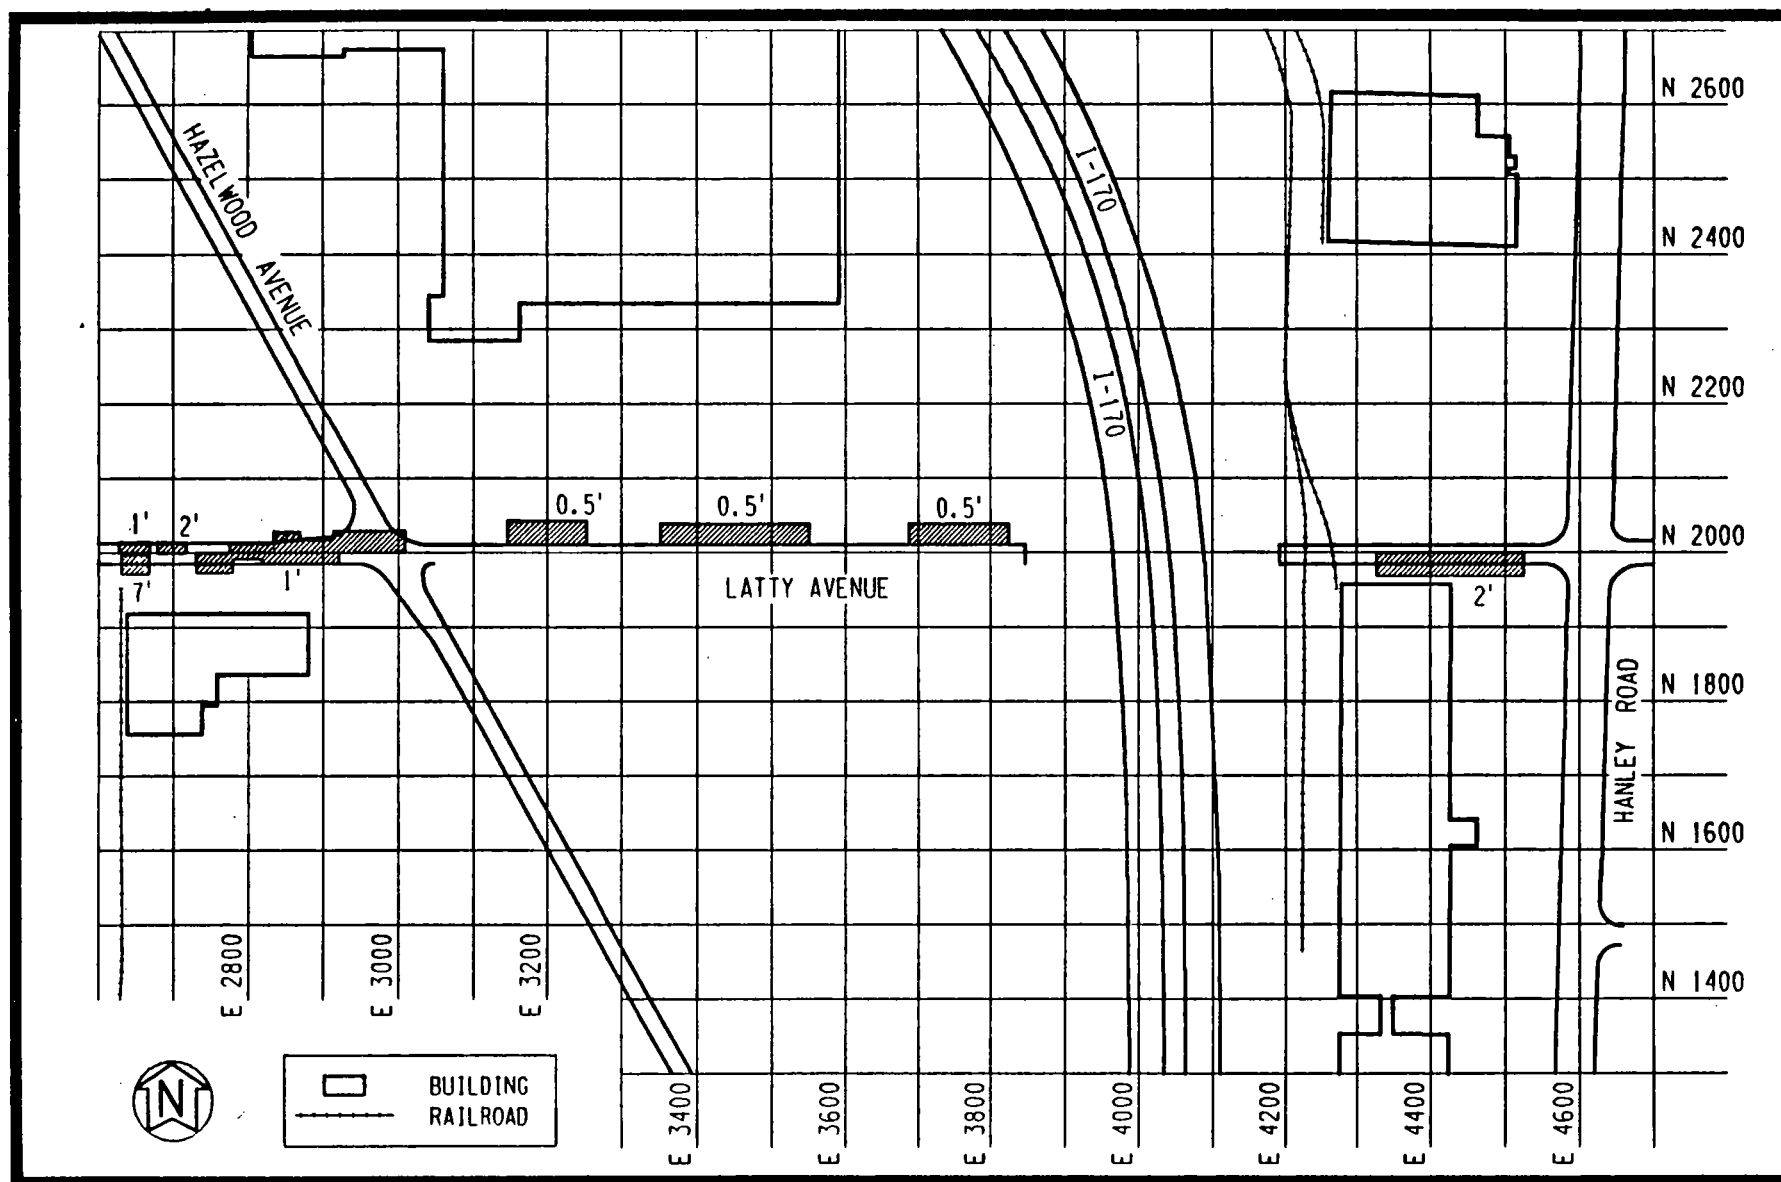 N 2600
HAZELWOOD AVENUE
I-170
N 2400
I-170
N 2200
0.5'
0.5'
0.5'
1'
2'
N 2000
LATTY AVENUE
7'
1'
2'
HANLEY ROAD
N 1800
N 1600
E 2800
E 3000
E 3200
N 1400
N
BUILDING
RAILROAD
E 3400
E 3600
E 3800
E 4000
E 4200
E 4400
E 4600